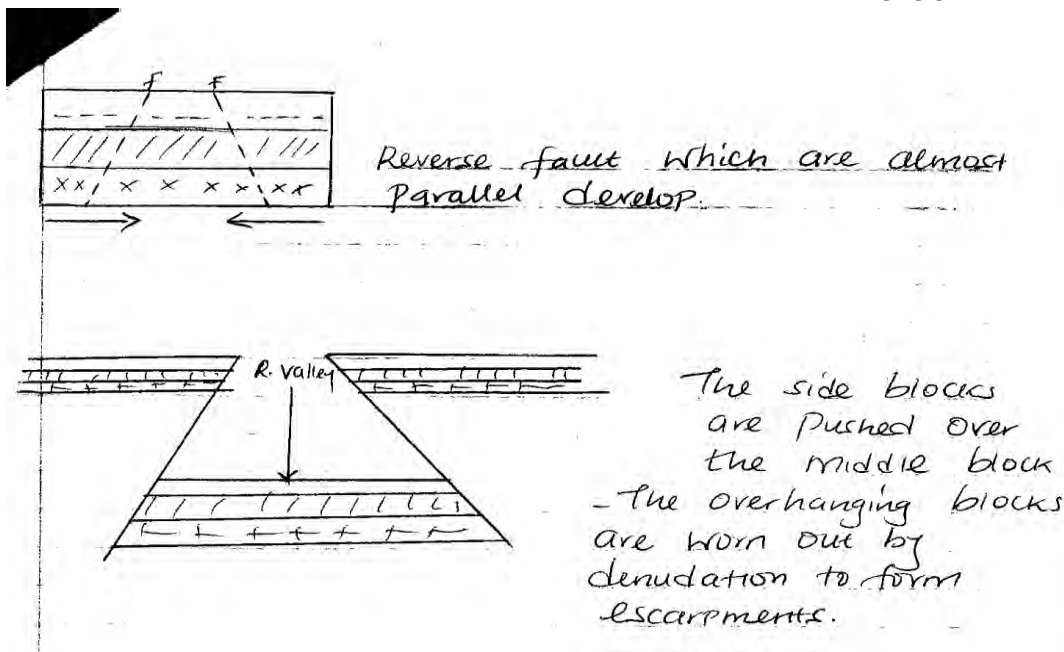 F F
Reverse fault which are almost
parallel develop.
R. Valley
The side blocks
are pushed over
the middle block
- The overhanging blocks
are worn out by
denudation to form
escarpments.